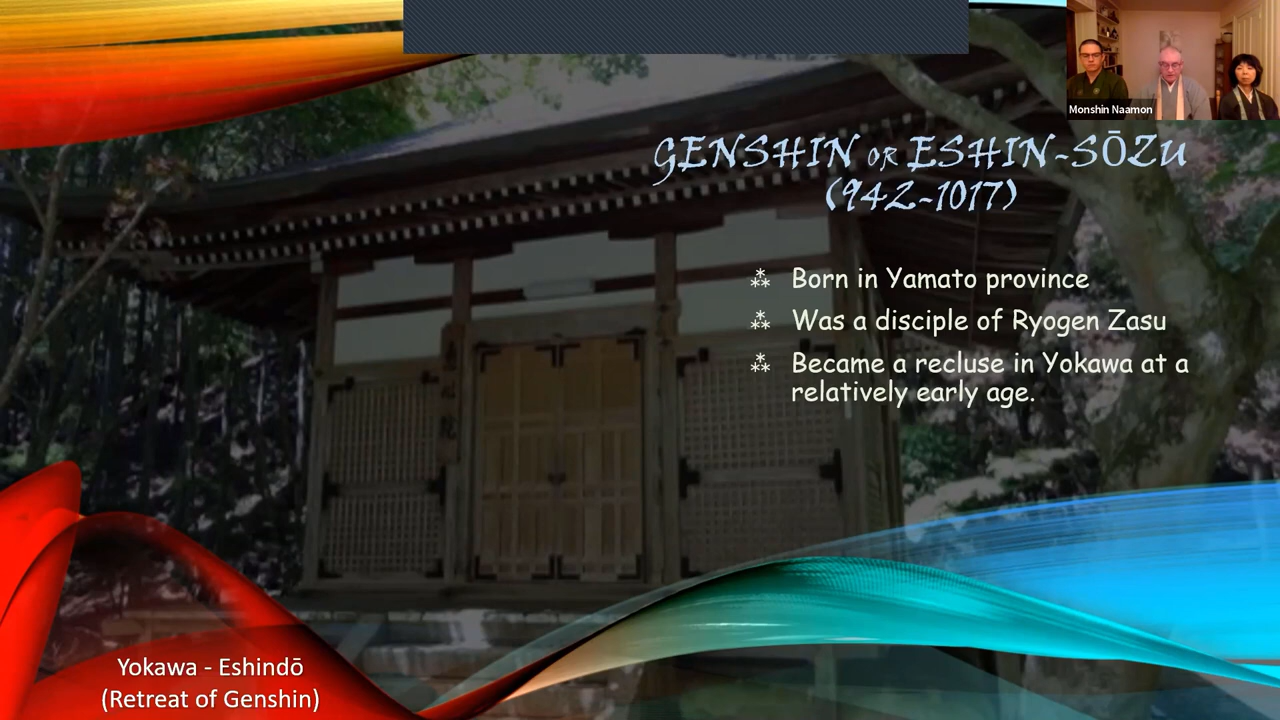 Monshin Naamon
GENSHIN OR ESHIN-SŌZU
(942-1017)
Born in Yamato province
Was a disciple of Ryogen Zasu
Became a recluse in Yokawa at a
relatively early age.
Yokawa - Eshindō
(Retreat of Genshin)